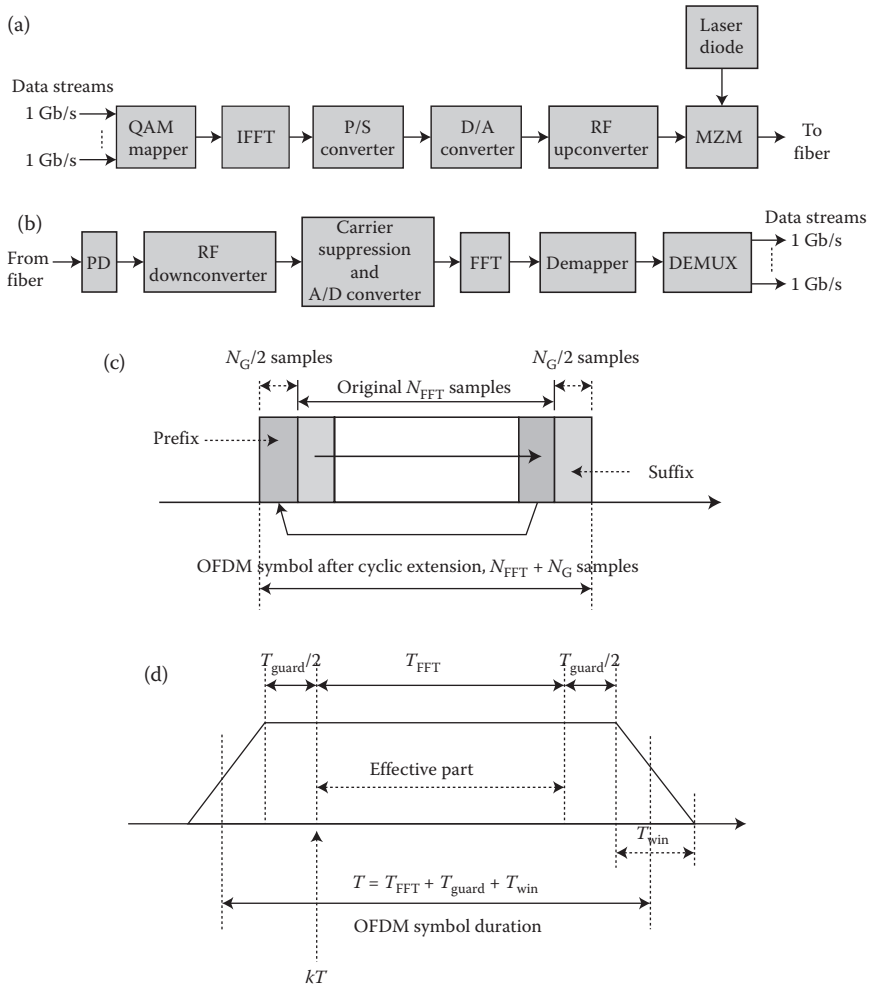 (a)
Laser
diode
Data streams
1 Gb/s
1 Gb/s
QAM
mapper
IFFT
P/S
converter
D/A
converter
RF
upconverter
MZM
To
fiber
(b)
From
fiber
PD
RF
downconverter
Carrier
suppression
and
A/D converter
FFT
Demapper
DEMUX
Data streams
1 Gb/s
1 Gb/s
(c)
N_G/2 samples
N_G/2 samples
Original N_FFT samples
Prefix
Suffix
OFDM symbol after cyclic extension, N_FFT + N_G samples
(d)
T_guard/2
T_FFT
T_guard/2
Effective part
T_win
T = T_FFT + T_guard + T_win
OFDM symbol duration
kT